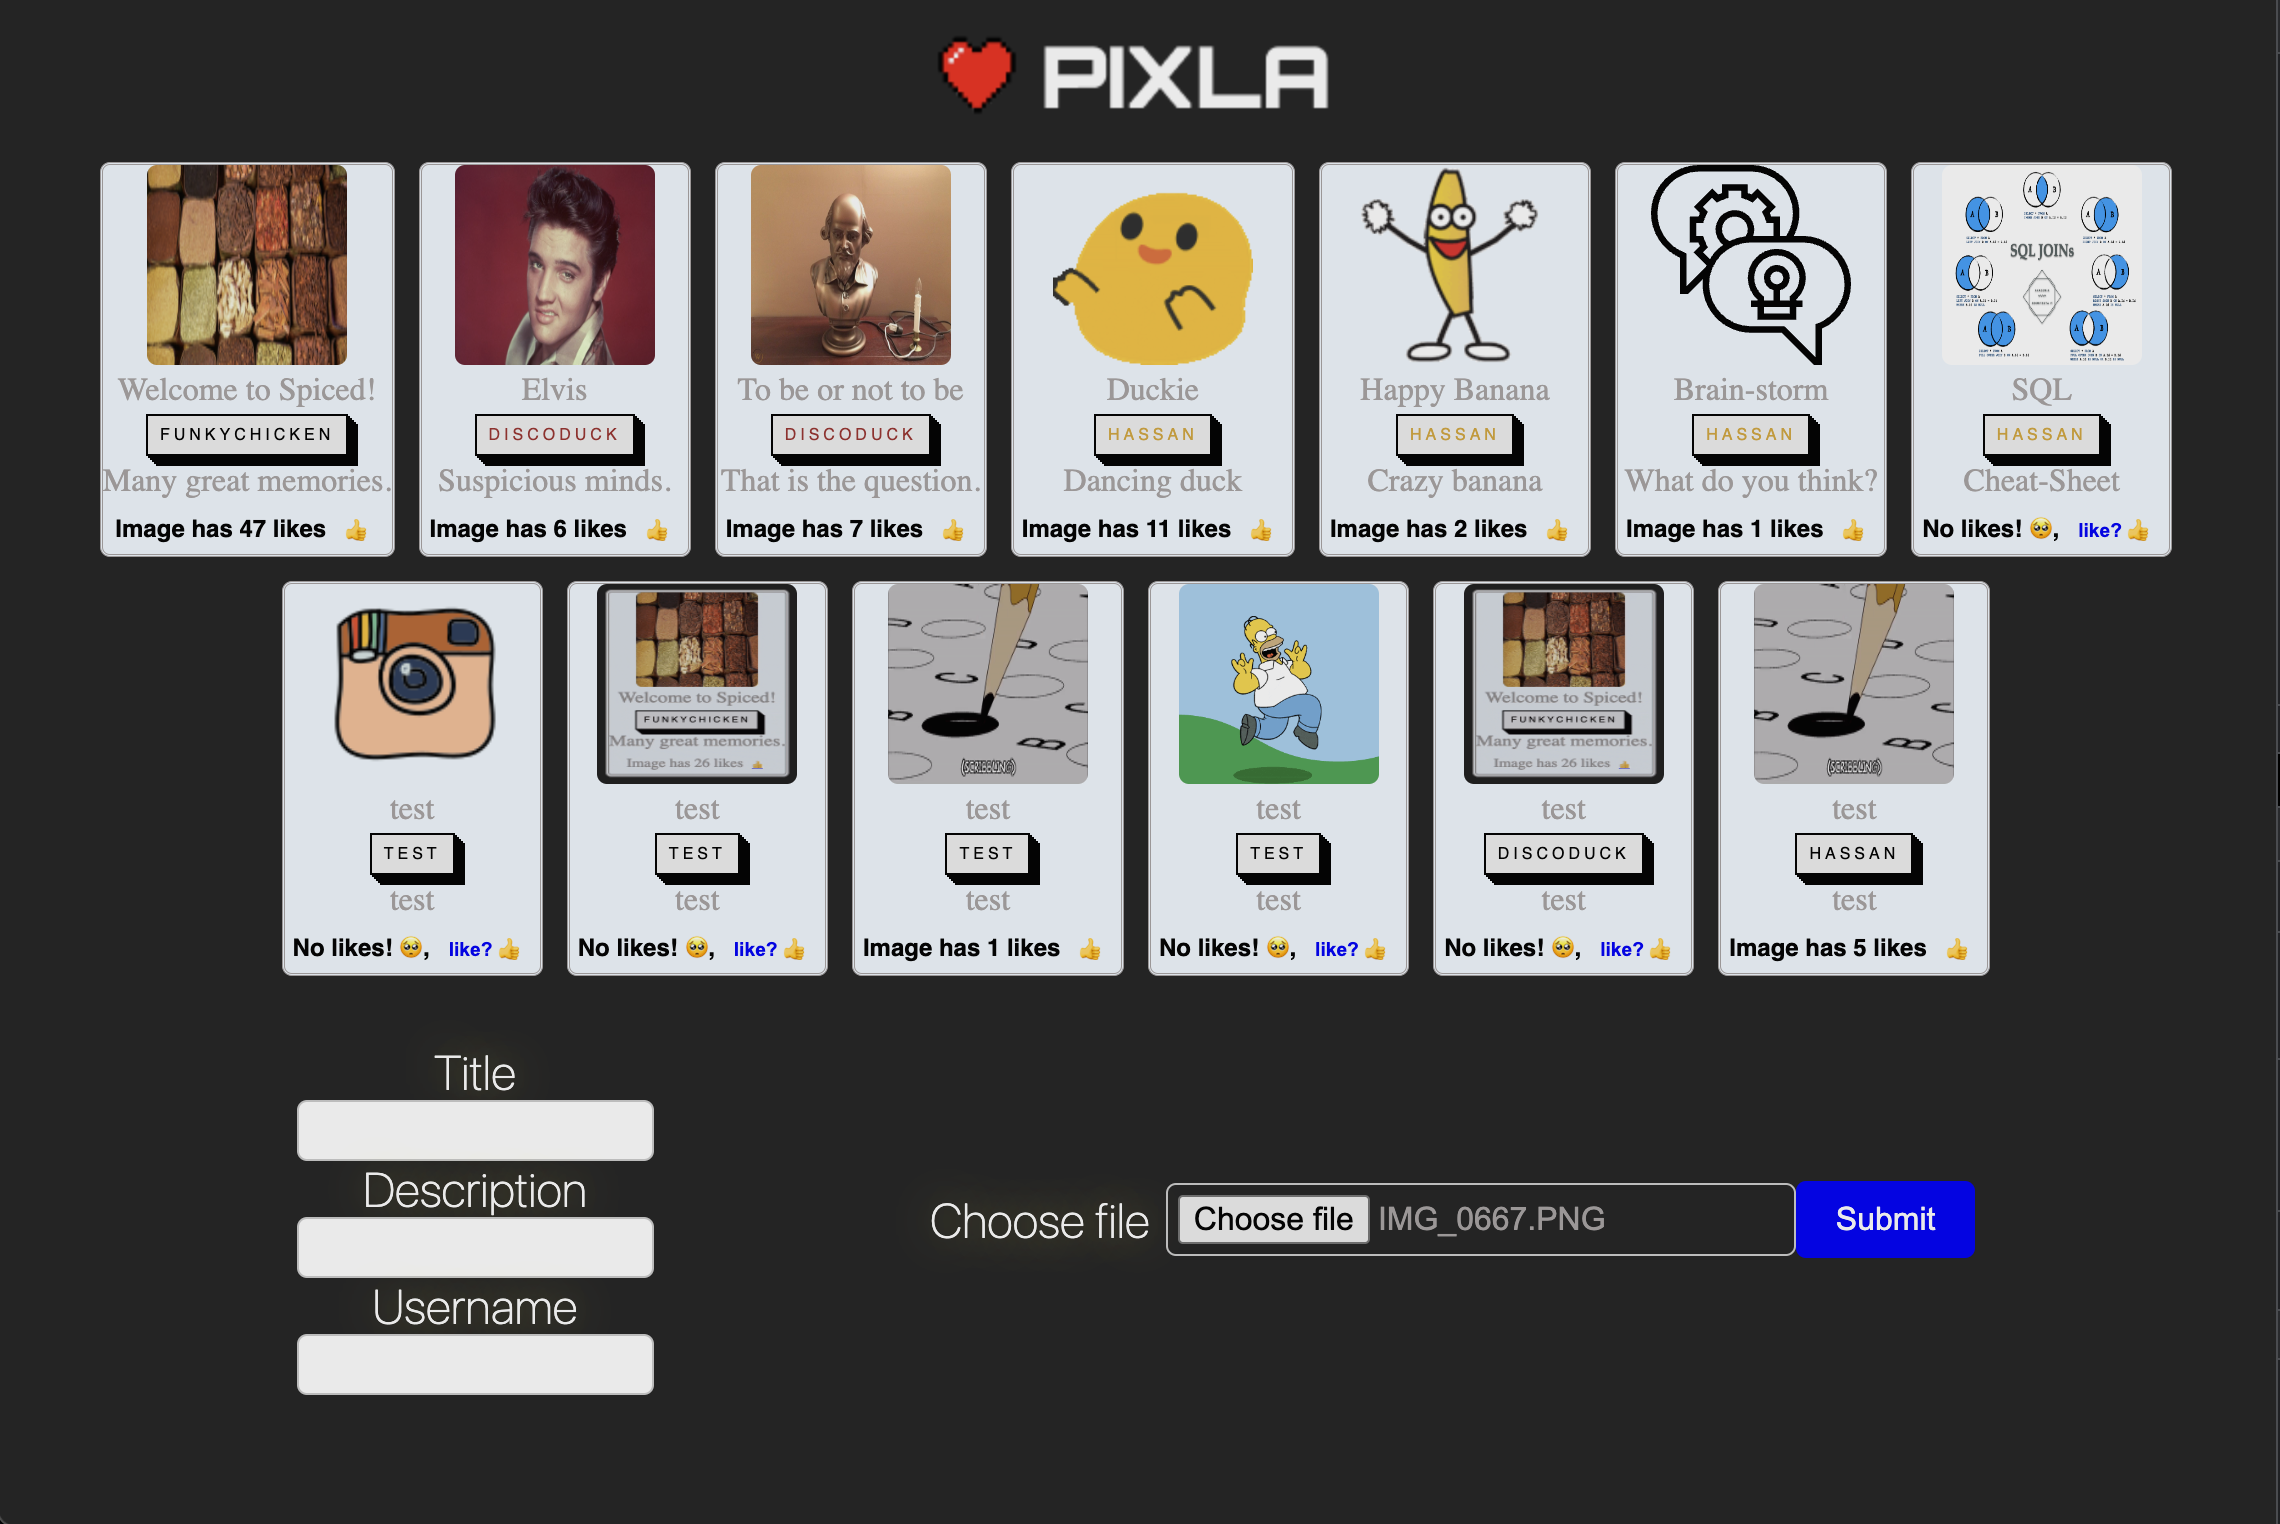 PIXLA
Welcome to Spiced!
FUNKYCHICKEN
Many great memories.
Image has 47 likes 👍
Elvis
DISCODUCK
Suspicious minds.
Image has 6 likes 👍
To be or not to be
DISCODUCK
That is the question.
Image has 7 likes 👍
Duckie
HASSAN
Dancing duck
Image has 11 likes 👍
Happy Banana
HASSAN
Crazy banana
Image has 2 likes 👍
Brain-storm
HASSAN
What do you think?
Image has 1 likes 👍
SQL JOINs
SQL
HASSAN
Cheat-Sheet
No likes! 🥺, like? 👍
test
TEST
test
No likes! 🥺, like? 👍
Welcome to Spiced!
FUNKYCHICKEN
Many great memories.
Image has 26 likes 👍
test
TEST
test
No likes! 🥺, like? 👍
C
B
(SCRIBBLING)
test
TEST
test
Image has 1 likes 👍
test
TEST
test
No likes! 🥺, like? 👍
Welcome to Spiced!
FUNKYCHICKEN
Many great memories.
Image has 26 likes 👍
test
DISCODUCK
test
No likes! 🥺, like? 👍
C
B
(SCRIBBLING)
test
HASSAN
test
Image has 5 likes 👍
Title
Description
Username
Choose file Choose file IMG_0667.PNG Submit